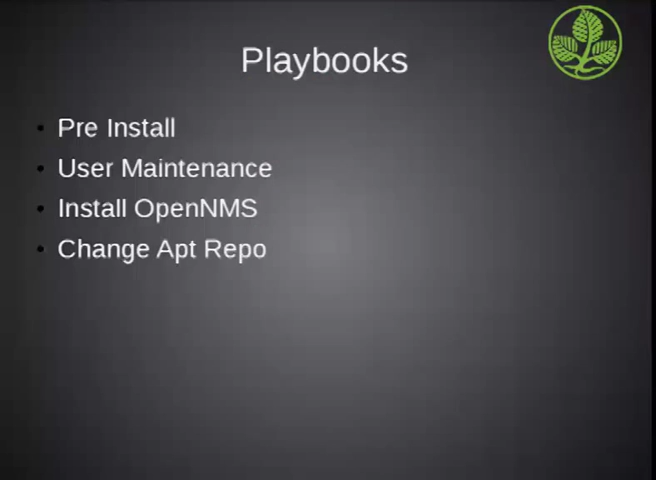 Playbooks
Pre Install
User Maintenance
Install OpenNMS
Change Apt Repo